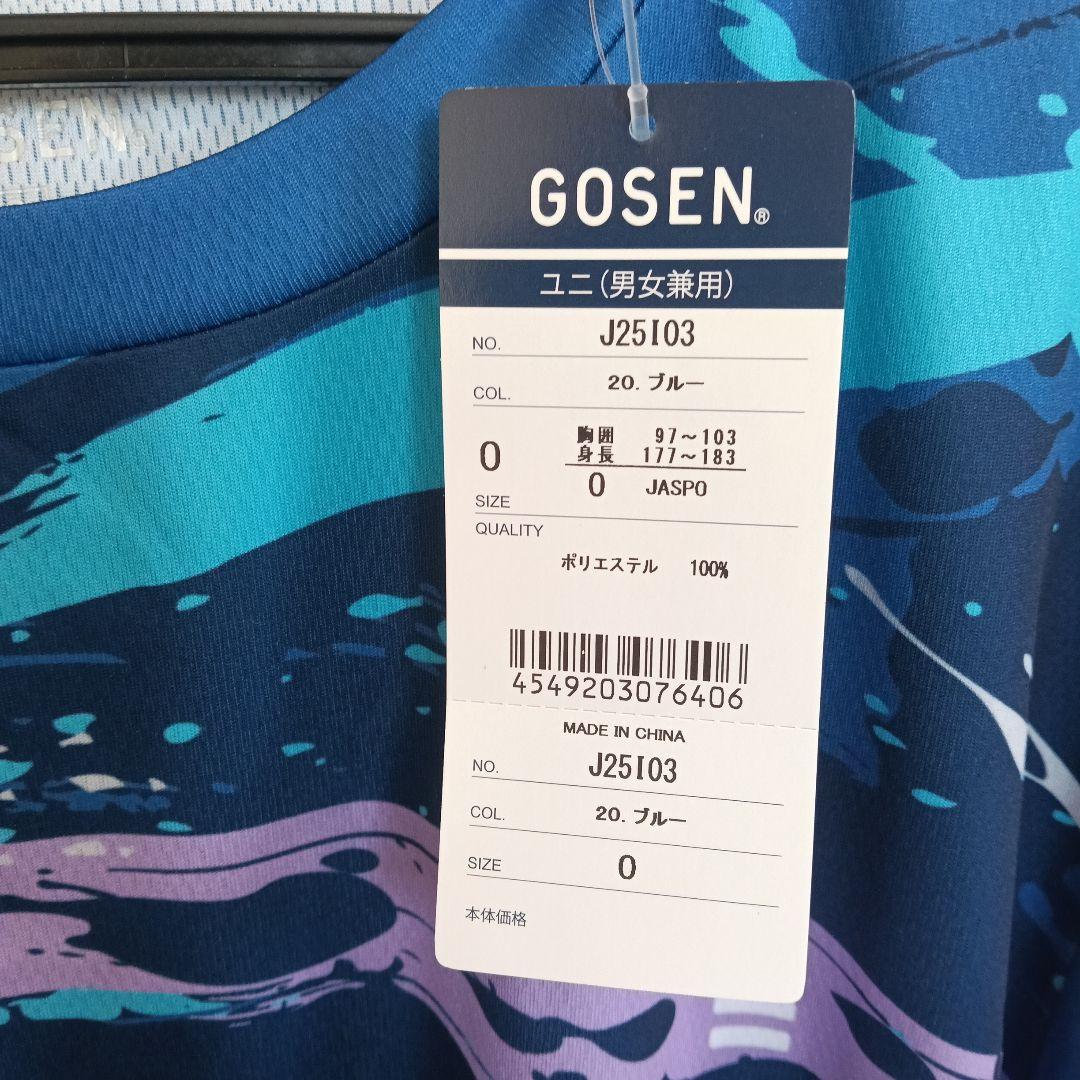 SEN.
GOSEN®
ユニ(男女兼用)
NO. J25I03
COL. 20. ブルー
0 胸囲 97～103
身長 177～183
SIZE 0 JASPO
QUALITY
ポリエステル 100%
4549203076406
MADE IN CHINA
NO. J25I03
COL. 20. ブルー
SIZE 0
本体価格